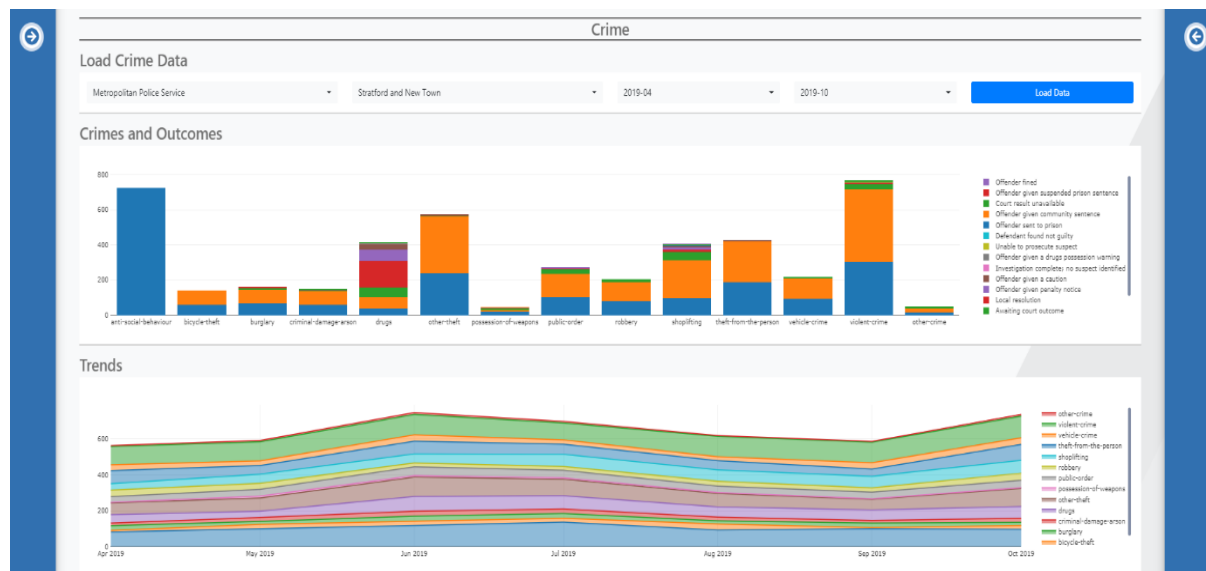 Crime
Load Crime Data
Metropolitan Police Service
Stratford and New Town
2019-04
2019-10
Load Data
Crimes and Outcomes
800
600
400
200
0
anti-social-behaviour
bicycle-theft
burglary
criminal-damage-arson
drugs
other-theft
possession-of-weapons
public-order
robbery
shoplifting
theft-from-the-person
vehicle-crime
violent-crime
other-crime
Offender fined
Offender given suspended prison sentence
Court result unavailable
Offender given community sentence
Offender sent to prison
Defendant found not guilty
Unable to prosecute suspect
Offender given a drugs possession warning
Investigation complete; no suspect identified
Offender given a caution
Offender given penalty notice
Local resolution
Awaiting court outcome
Trends
600
400
200
0
Apr 2019
May 2019
Jun 2019
Jul 2019
Aug 2019
Sep 2019
Oct 2019
other-crime
violent-crime
vehicle-crime
theft-from-the-person
shoplifting
robbery
public-order
possession-of-weapons
other-theft
drugs
criminal-damage-arson
burglary
bicycle-theft